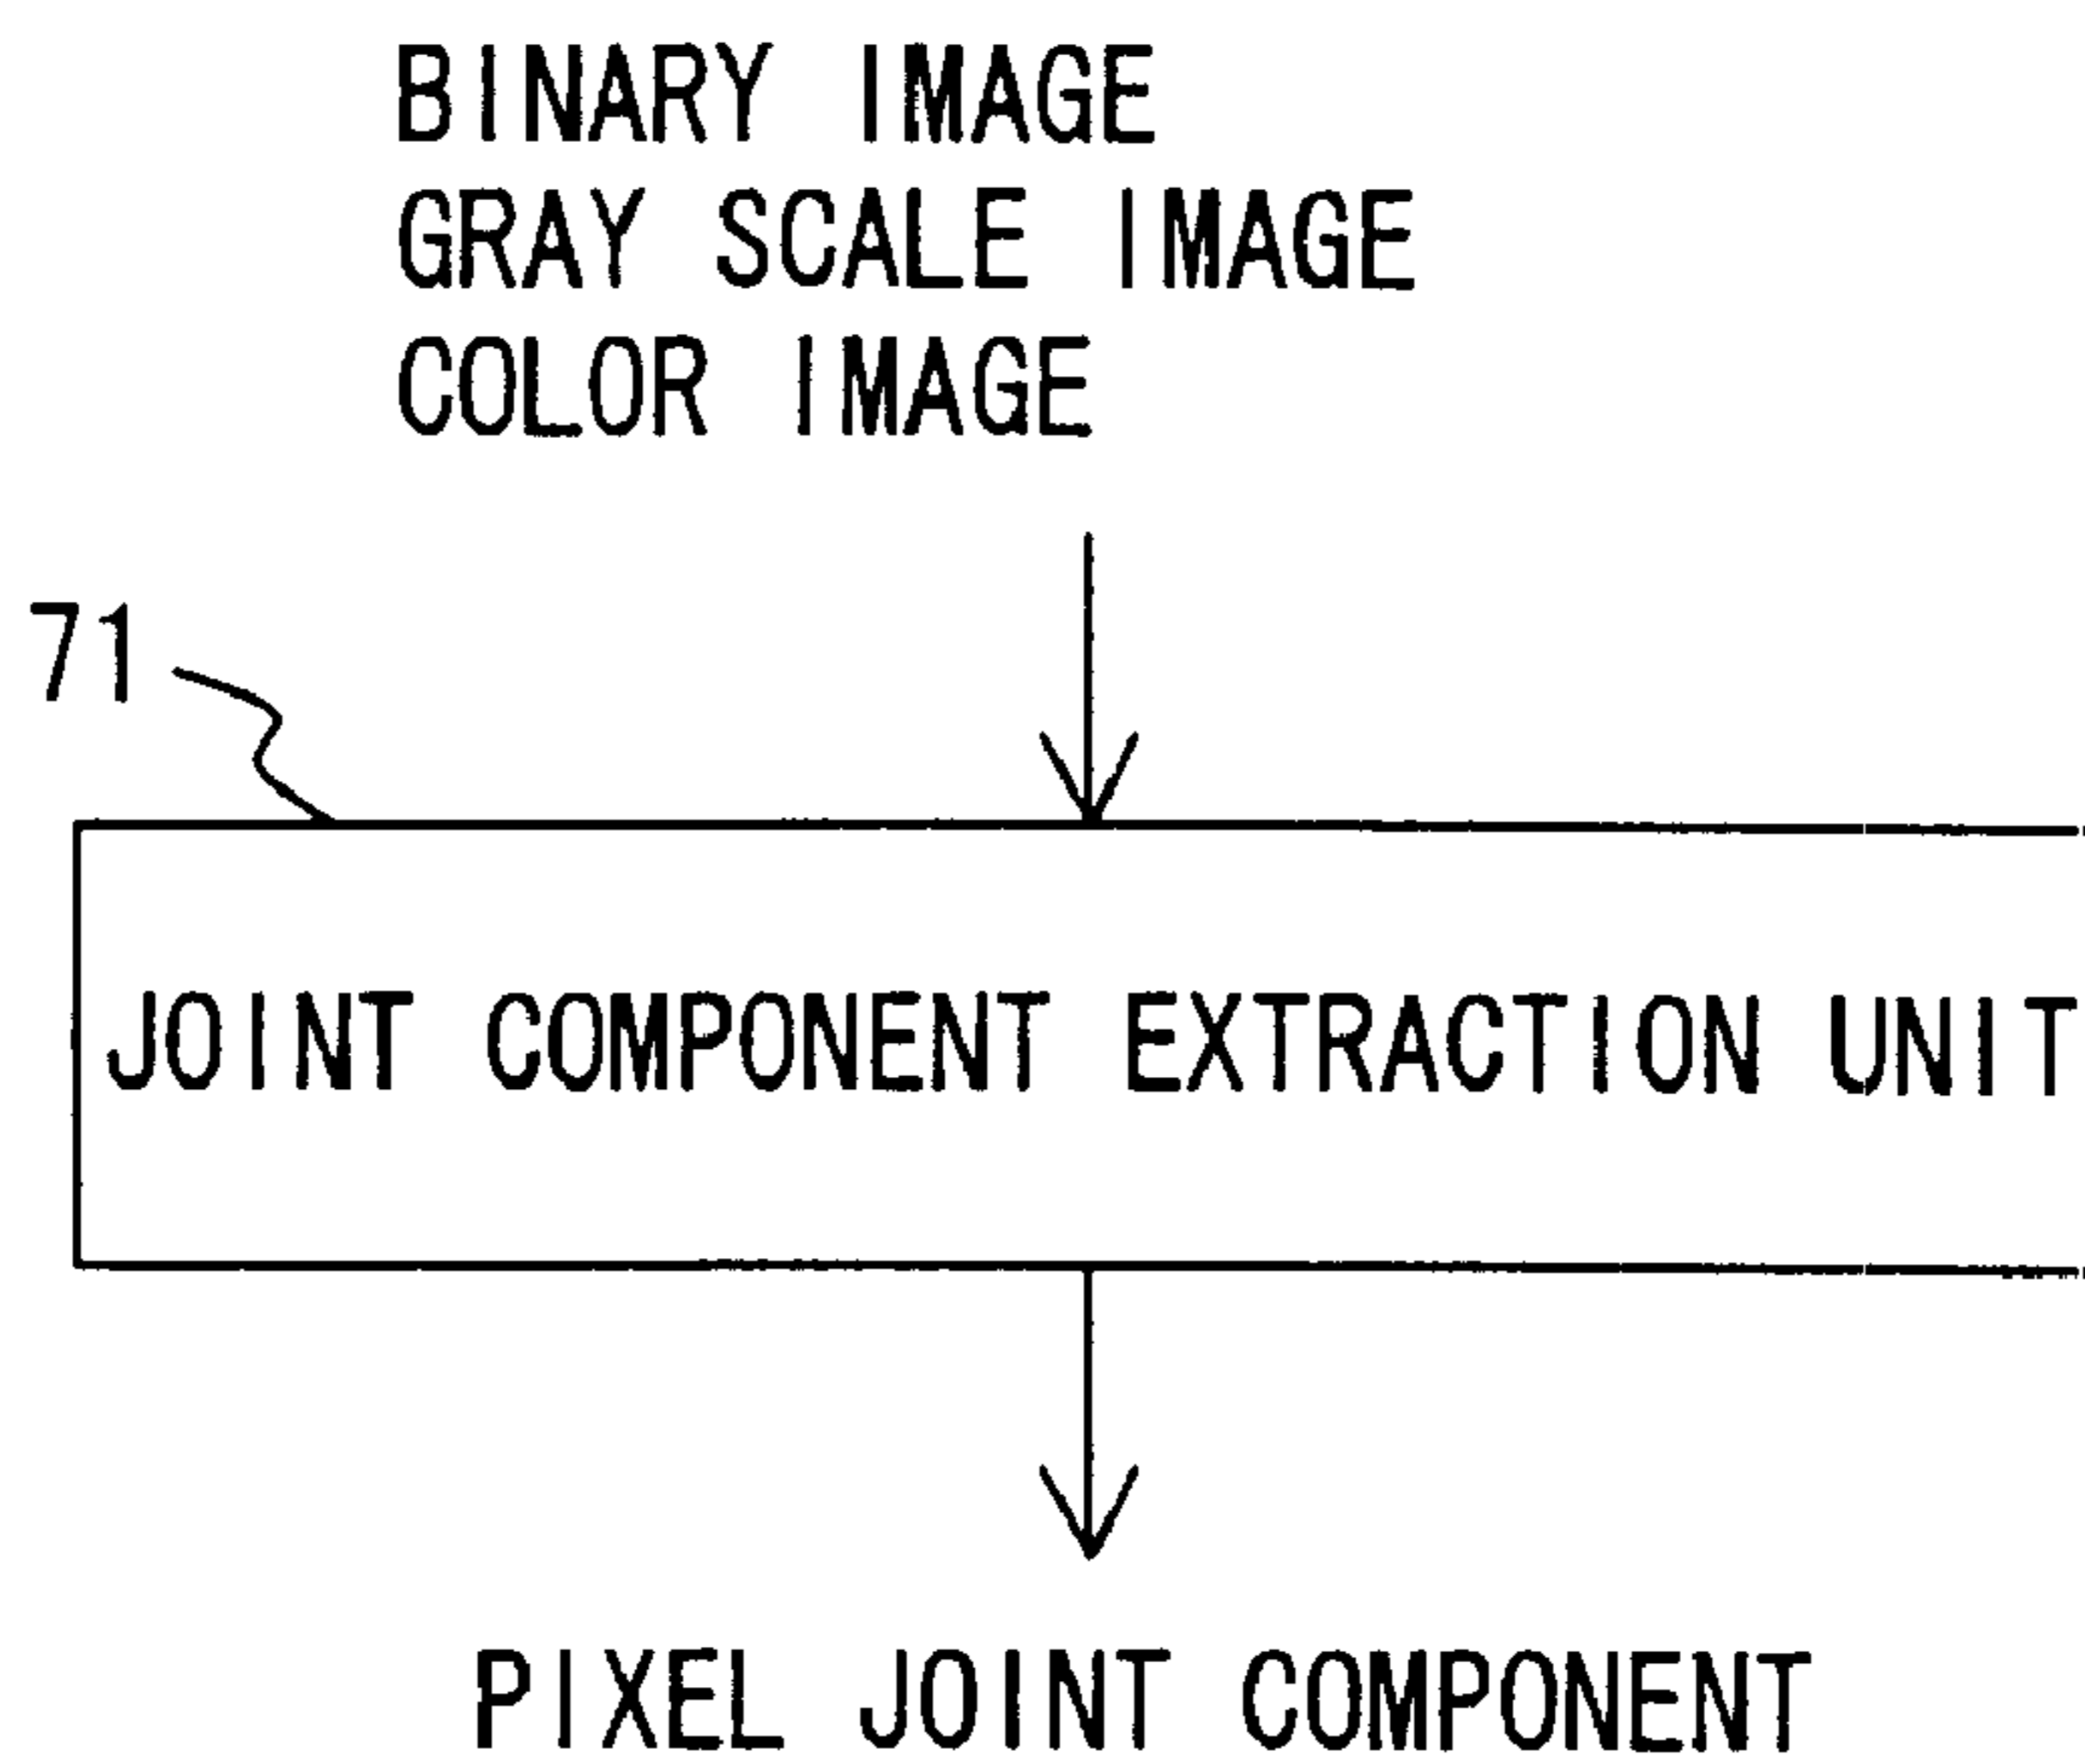 BINARY IMAGE
GRAY SCALE IMAGE
COLOR IMAGE
71
JOINT COMPONENT EXTRACTION UNIT
PIXEL JOINT COMPONENT